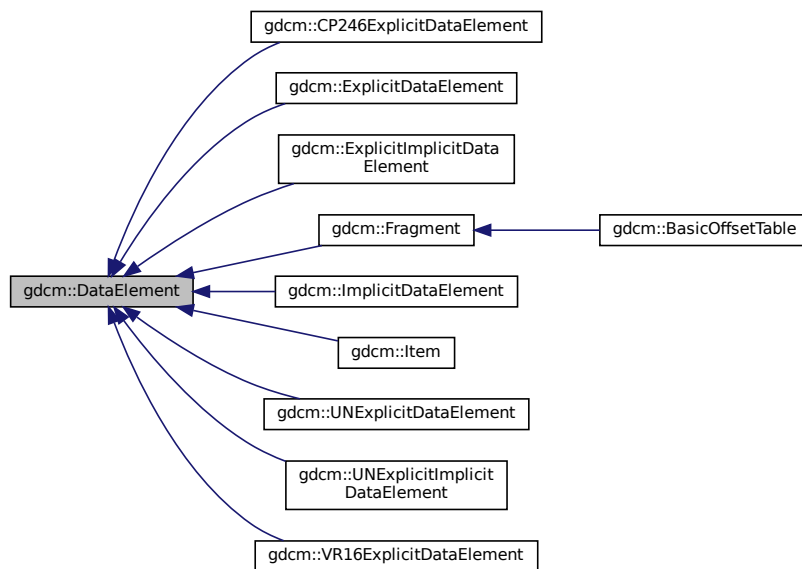 gdcm::CP246ExplicitDataElement
gdcm::ExplicitDataElement
gdcm::ExplicitImplicitData
Element
gdcm::Fragment
gdcm::BasicOffsetTable
gdcm::DataElement
gdcm::ImplicitDataElement
gdcm::Item
gdcm::UNExplicitDataElement
gdcm::UNExplicitImplicit
DataElement
gdcm::VR16ExplicitDataElement